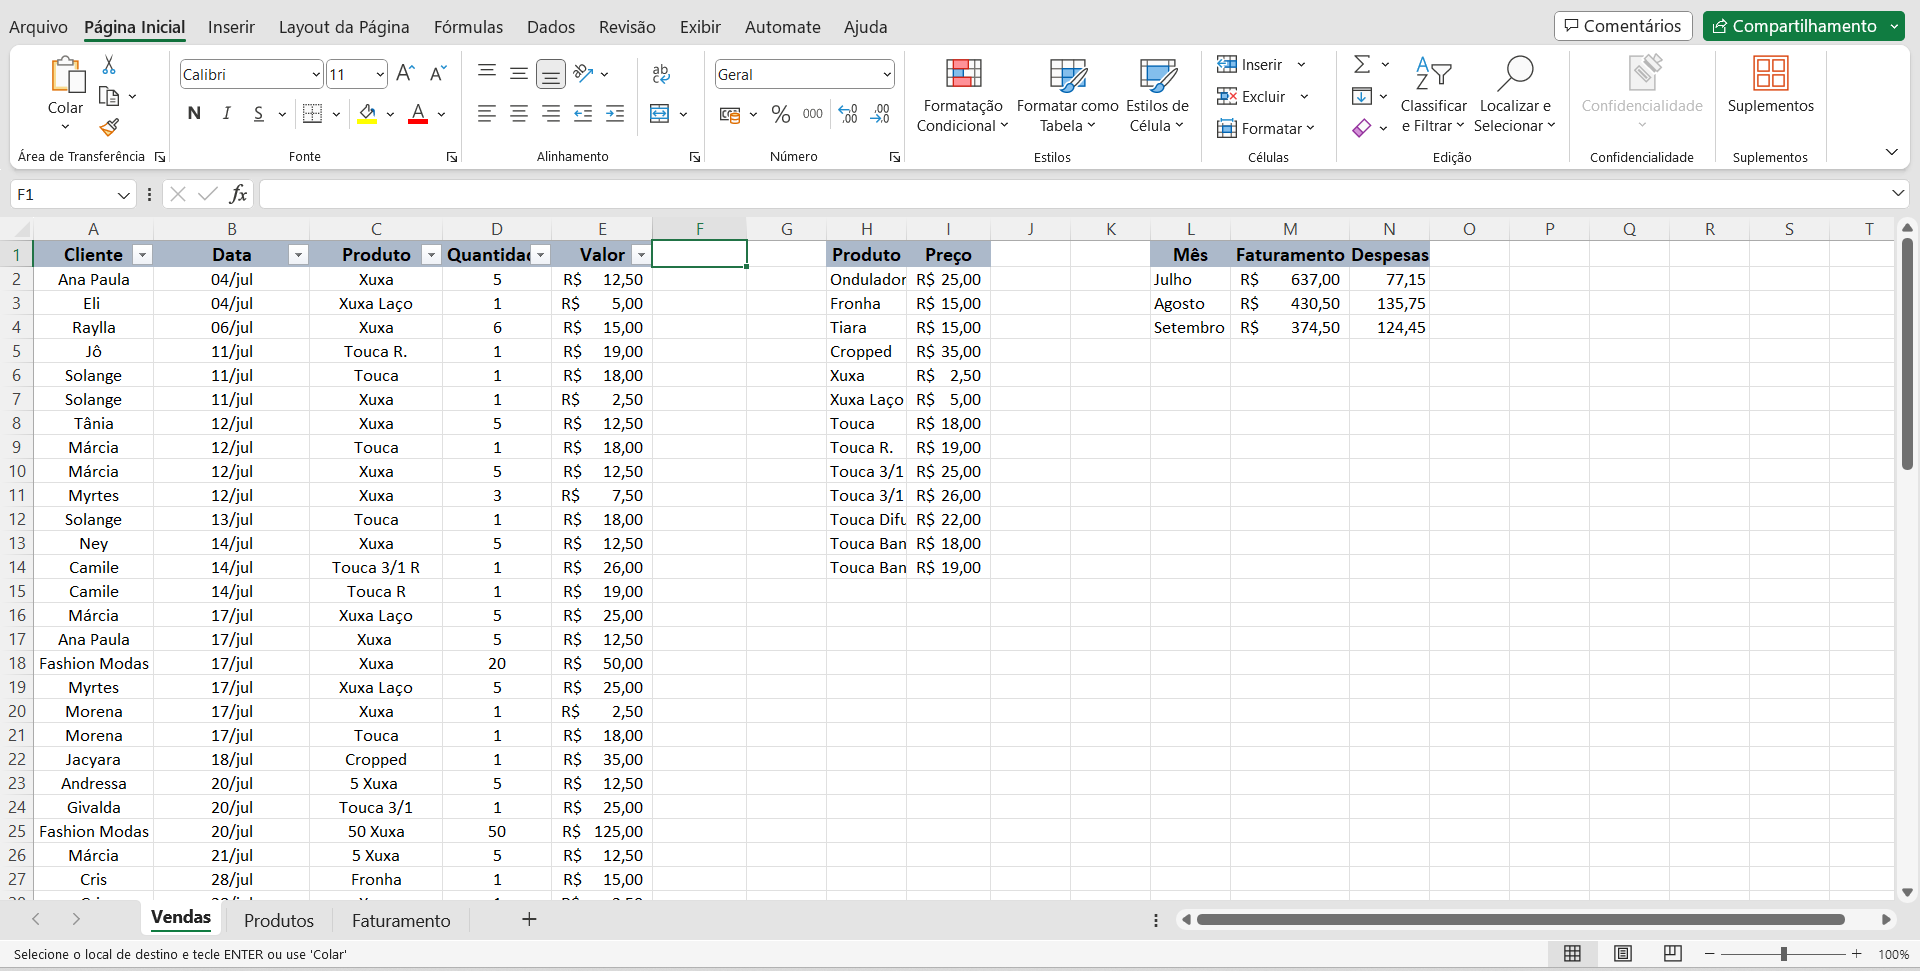 Arquivo Página Inicial Inserir Layout da Página Fórmulas Dados Revisão Exibir Automate Ajuda Comentários Compartilhamento
Colar
Área de Transferência
Calibri 11
N I S A
Fonte
ab
Alinhamento
Geral
% 000
Número
Formatação Condicional
Formatar como Tabela
Estilos de Célula
Estilos
Inserir
Excluir
Formatar
Células
Classificar e Filtrar
Localizar e Selecionar
Edição
Confidencialidade
Confidencialidade
Suplementos
Suplementos
F1 fx
A B C D E F G H I J K L M N O P Q R S T
1 Cliente Data Produto Quantidad Valor Produto Preço Mês Faturamento Despesas
2 Ana Paula 04/jul Xuxa 5 R$ 12,50 Ondulador R$ 25,00 Julho R$ 637,00 77,15
3 Eli 04/jul Xuxa Laço 1 R$ 5,00 Fronha R$ 15,00 Agosto R$ 430,50 135,75
4 Raylla 06/jul Xuxa 6 R$ 15,00 Tiara R$ 15,00 Setembro R$ 374,50 124,45
5 Jô 11/jul Touca R. 1 R$ 19,00 Cropped R$ 35,00
6 Solange 11/jul Touca 1 R$ 18,00 Xuxa R$ 2,50
7 Solange 11/jul Xuxa 1 R$ 2,50 Xuxa Laço R$ 5,00
8 Tânia 12/jul Xuxa 5 R$ 12,50 Touca R$ 18,00
9 Márcia 12/jul Touca 1 R$ 18,00 Touca R. R$ 19,00
10 Márcia 12/jul Xuxa 5 R$ 12,50 Touca 3/1 R$ 25,00
11 Myrtes 12/jul Xuxa 3 R$ 7,50 Touca 3/1 R$ 26,00
12 Solange 13/jul Touca 1 R$ 18,00 Touca Difu R$ 22,00
13 Ney 14/jul Xuxa 5 R$ 12,50 Touca Ban R$ 18,00
14 Camile 14/jul Touca 3/1 R 1 R$ 26,00 Touca Ban R$ 19,00
15 Camile 14/jul Touca R 1 R$ 19,00
16 Márcia 17/jul Xuxa Laço 5 R$ 25,00
17 Ana Paula 17/jul Xuxa 5 R$ 12,50
18 Fashion Modas 17/jul Xuxa 20 R$ 50,00
19 Myrtes 17/jul Xuxa Laço 5 R$ 25,00
20 Morena 17/jul Xuxa 1 R$ 2,50
21 Morena 17/jul Touca 1 R$ 18,00
22 Jacyara 18/jul Cropped 1 R$ 35,00
23 Andressa 20/jul 5 Xuxa 5 R$ 12,50
24 Givalda 20/jul Touca 3/1 1 R$ 25,00
25 Fashion Modas 20/jul 50 Xuxa 50 R$ 125,00
26 Márcia 21/jul 5 Xuxa 5 R$ 12,50
27 Cris 28/jul Fronha 1 R$ 15,00
Vendas Produtos Faturamento
Selecione o local de destino e tecle ENTER ou use 'Colar' 100%